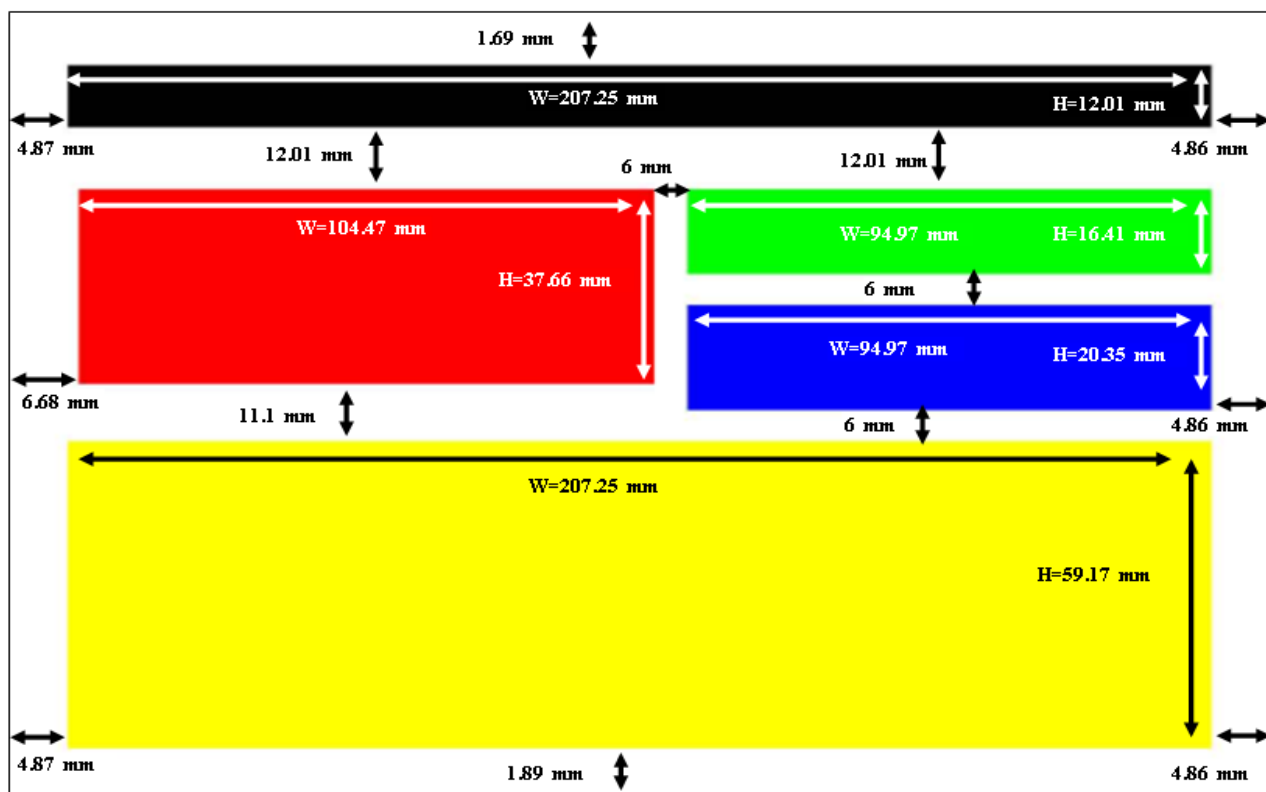 1.69 mm
W=207.25 mm
H=12.01 mm
4.87 mm
4.86 mm
12.01 mm
12.01 mm
6 mm
W=104.47 mm
W=94.97 mm
H=16.41 mm
H=37.66 mm
6 mm
W=94.97 mm
H=20.35 mm
6.68 mm
11.1 mm
6 mm
4.86 mm
W=207.25 mm
H=59.17 mm
4.87 mm
1.89 mm
4.86 mm